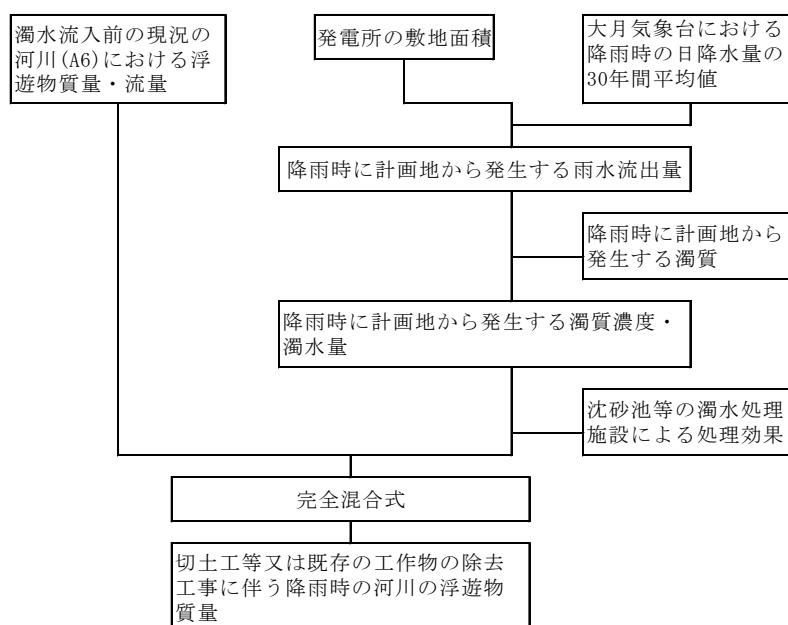 濁水流入前の現況の
河川(A6)における浮
遊物質量・流量
発電所の敷地面積
大月気象台における
降雨時の日降水量の
30年間平均値
降雨時に計画地から発生する雨水流出量
降雨時に計画地から
発生する濁質
降雨時に計画地から発生する濁質濃度・
濁水量
沈砂池等の濁水処理
施設による処理効果
完全混合式
切土工等又は既存の工作物の除去
工事に伴う降雨時の河川の浮遊物
質量